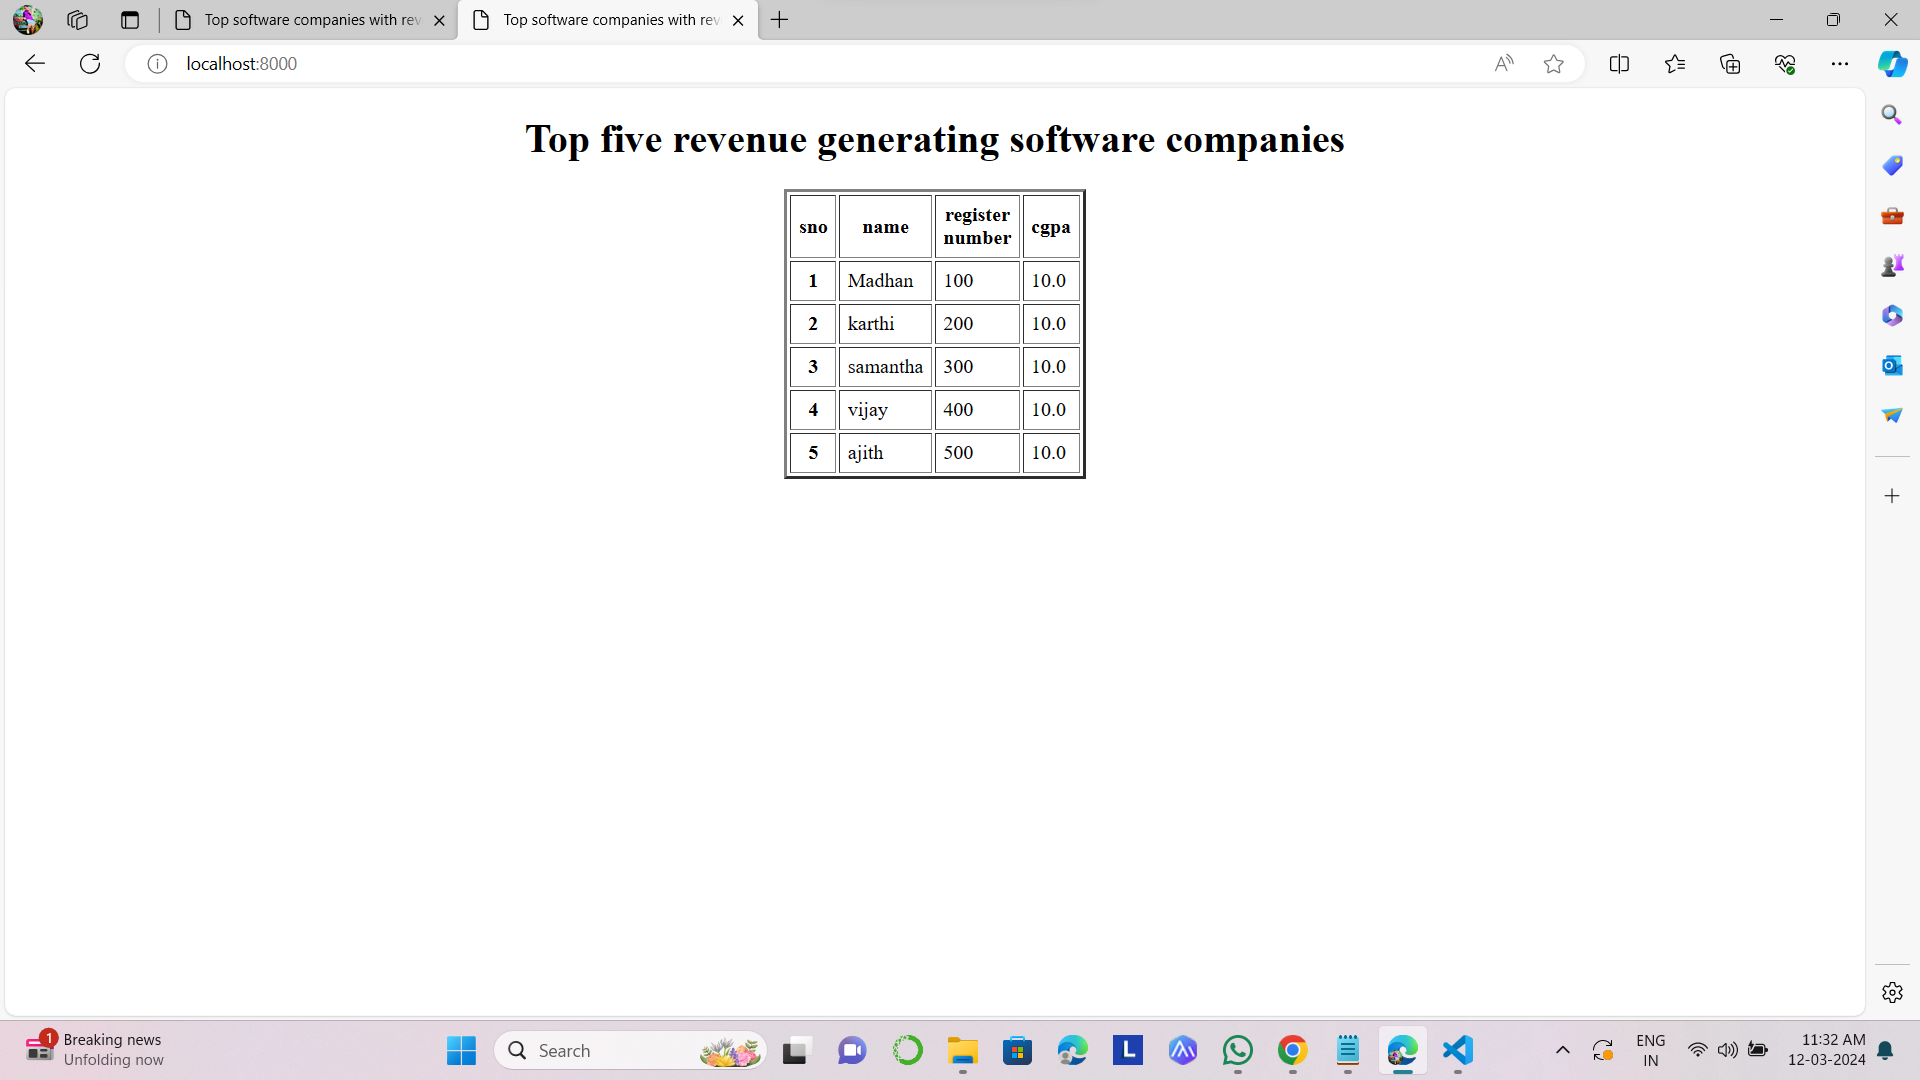 Top software companies with rev
Top software companies with rev
localhost:8000
Top five revenue generating software companies
sno name register number cgpa
1 Madhan 100 10.0
2 karthi 200 10.0
3 samantha 300 10.0
4 vijay 400 10.0
5 ajith 500 10.0
1 Breaking news
Unfolding now
Search
L
ENG
IN
11:32 AM
12-03-2024